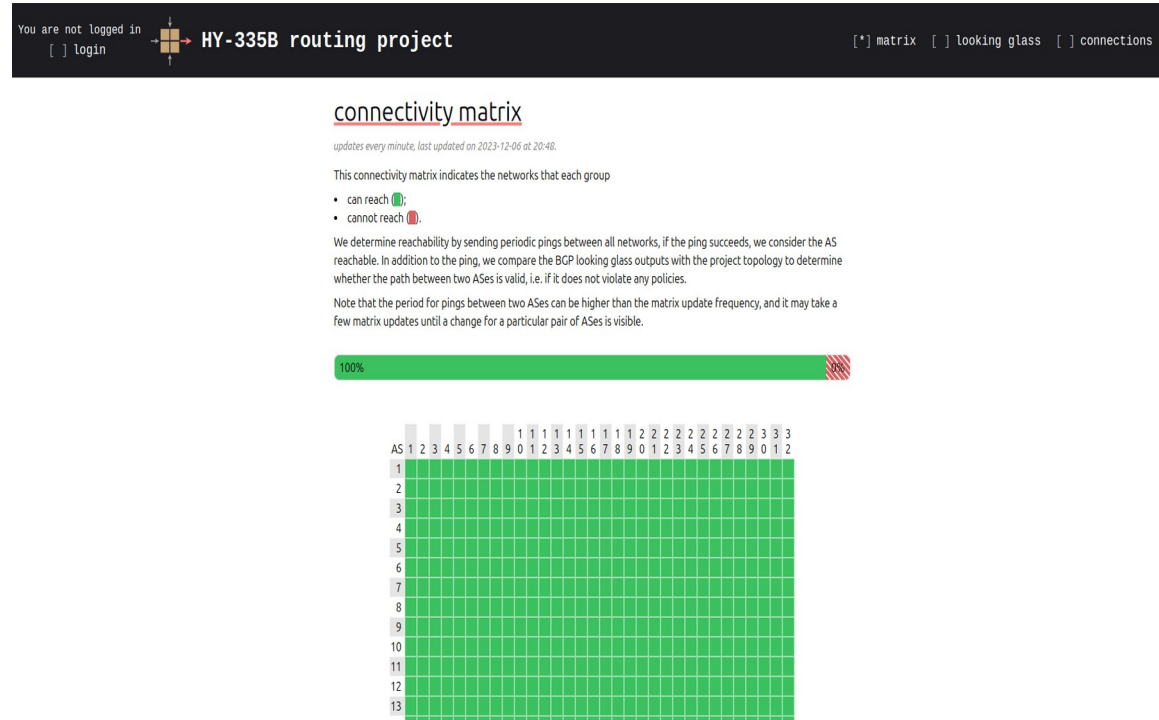 You are not logged in
[ ] login
HY-335B routing project
[*] matrix [ ] looking glass [ ] connections
connectivity matrix
updates every minute, last updated on 2023-12-06 at 20:48.
This connectivity matrix indicates the networks that each group
• can reach ( );
• cannot reach ( ).
We determine reachability by sending periodic pings between all networks, if the ping succeeds, we consider the AS
reachable. In addition to the ping, we compare the BGP looking glass outputs with the project topology to determine
whether the path between two ASes is valid, i.e. if it does not violate any policies.
Note that the period for pings between two ASes can be higher than the matrix update frequency, and it may take a
few matrix updates until a change for a particular pair of ASes is visible.
100% 0%
AS 1 2 3 4 5 6 7 8 9 10 11 12 13 14 15 16 17 18 19 20 21 22 23 24 25 26 27 28 29 30 31 32
1
2
3
4
5
6
7
8
9
10
11
12
13